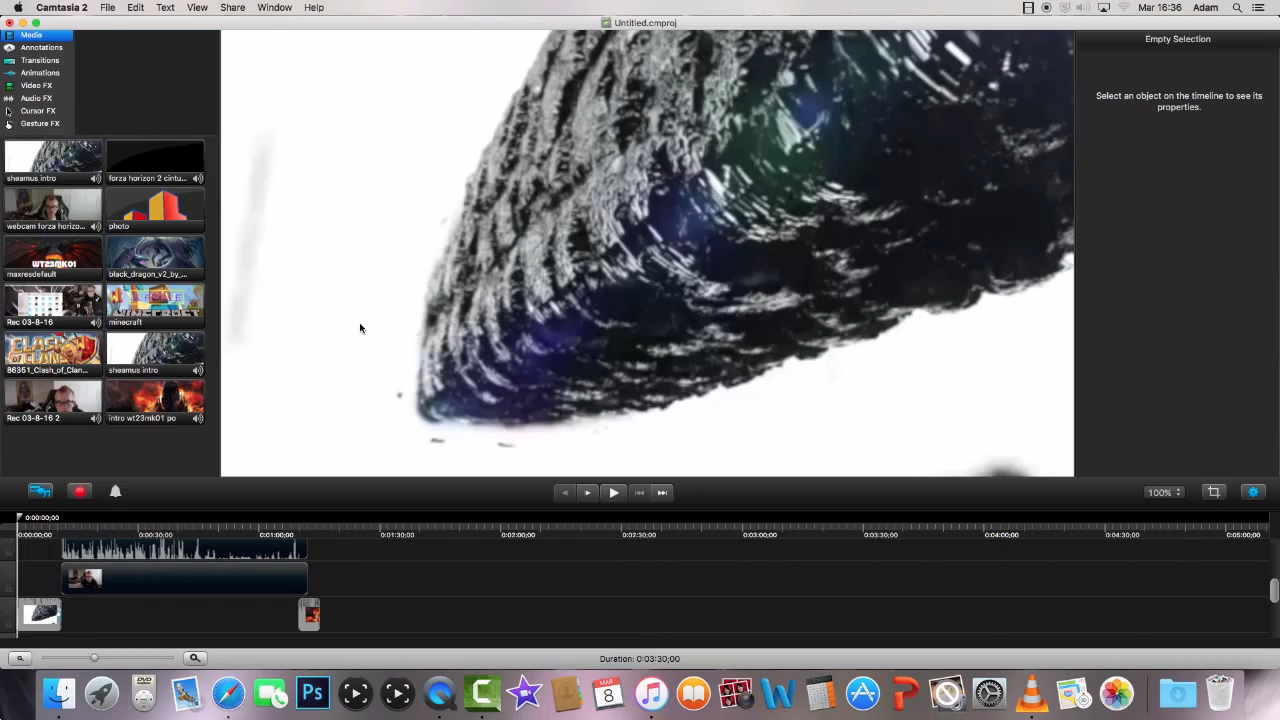 Camtasia 2 File Edit Text View Share Window Help Mar 16:36 Adam
Untitled.cmproj
Media
Annotations
Transitions
Animations
Video FX
Audio FX
Cursor FX
Gesture FX
Empty Selection
Select an object on the timeline to see its
properties.
sheamus intro forza horizon 2 cintu...
webcam forza horizo... photo
WT23MK01
maxresdefault black_dragon_v2_by_...
Rec 03-8-16 minecraft
86351_Clash_of_Clan... sheamus intro
Rec 03-8-16 2 intro wt23mk01 po
100%
0:00:00;00
0:00:00;00 0:00:30;00 0:01:00;00 0:01:30;00 0:02:00;00 0:02:30;00 0:03:00;00 0:03:30;00 0:04:00;00 0:04:30;00 0:05:00;00
Duration: 0:03:30;00
DVD
Ps
MAR
8